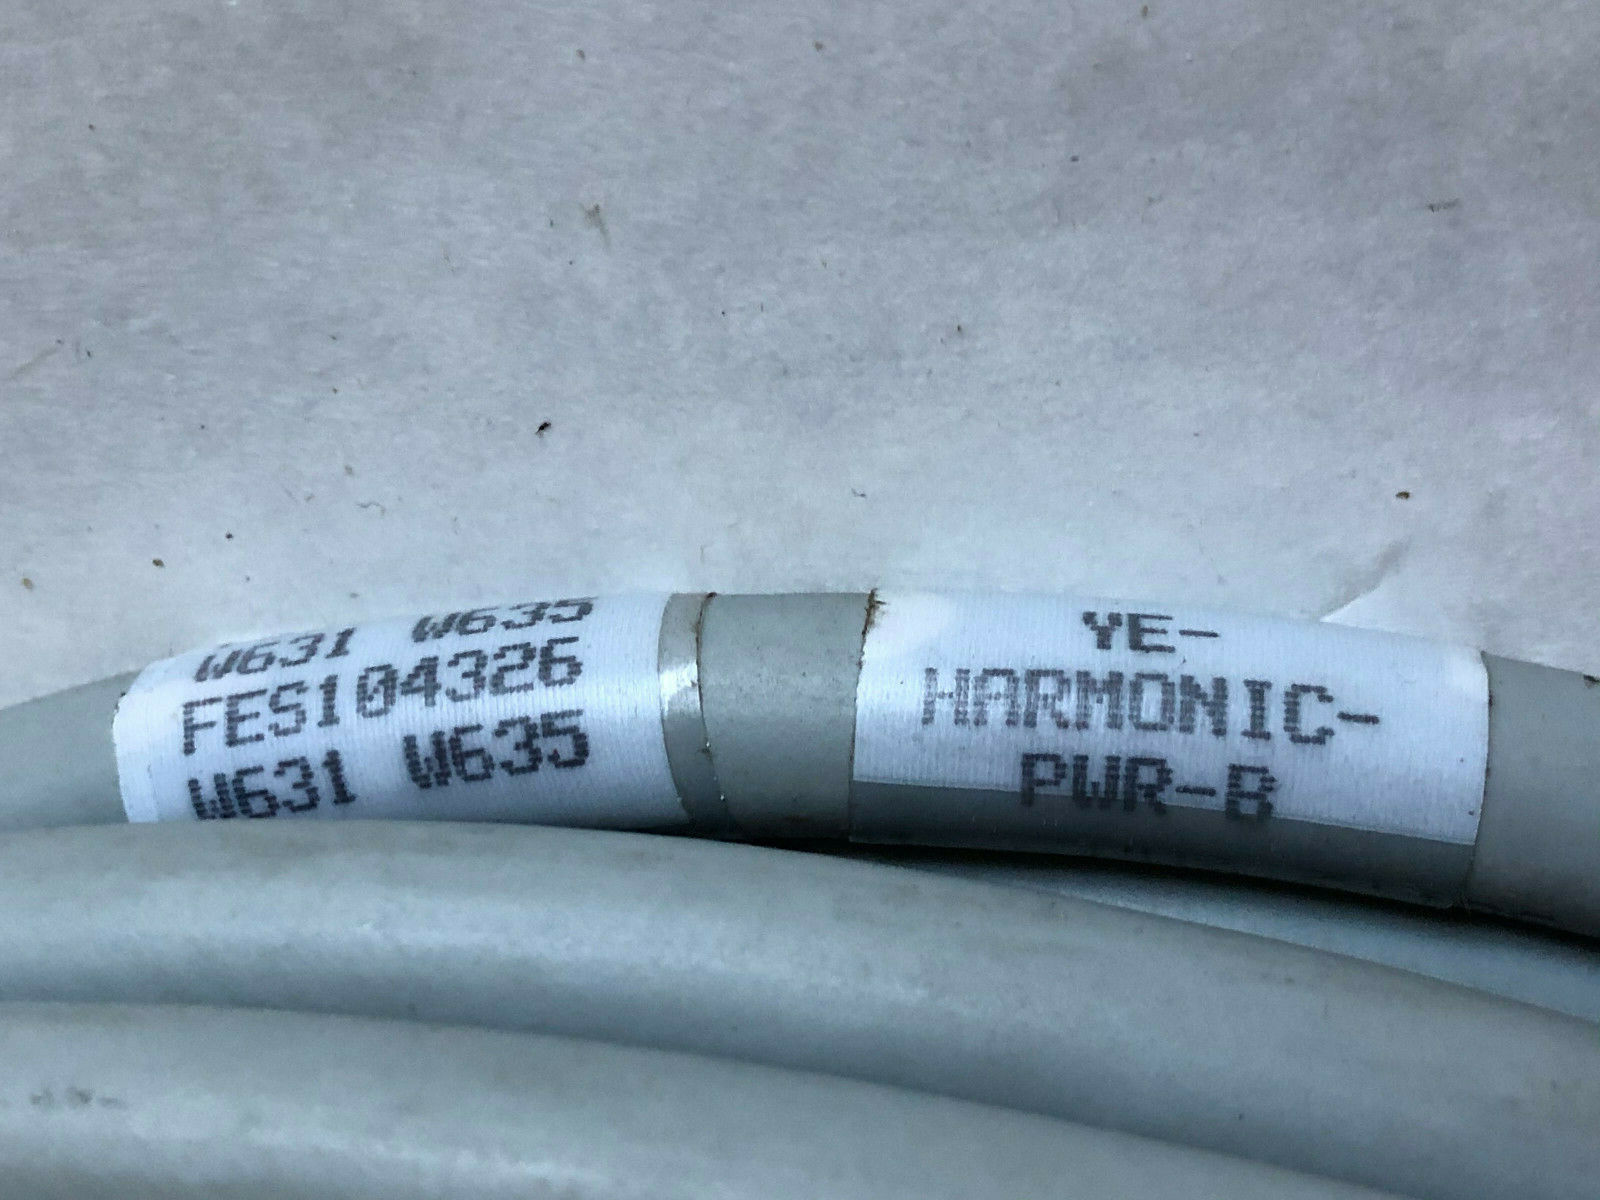 W631 W635
FES104326
W631 W635
YE-
HARMONIC-
PWR-B